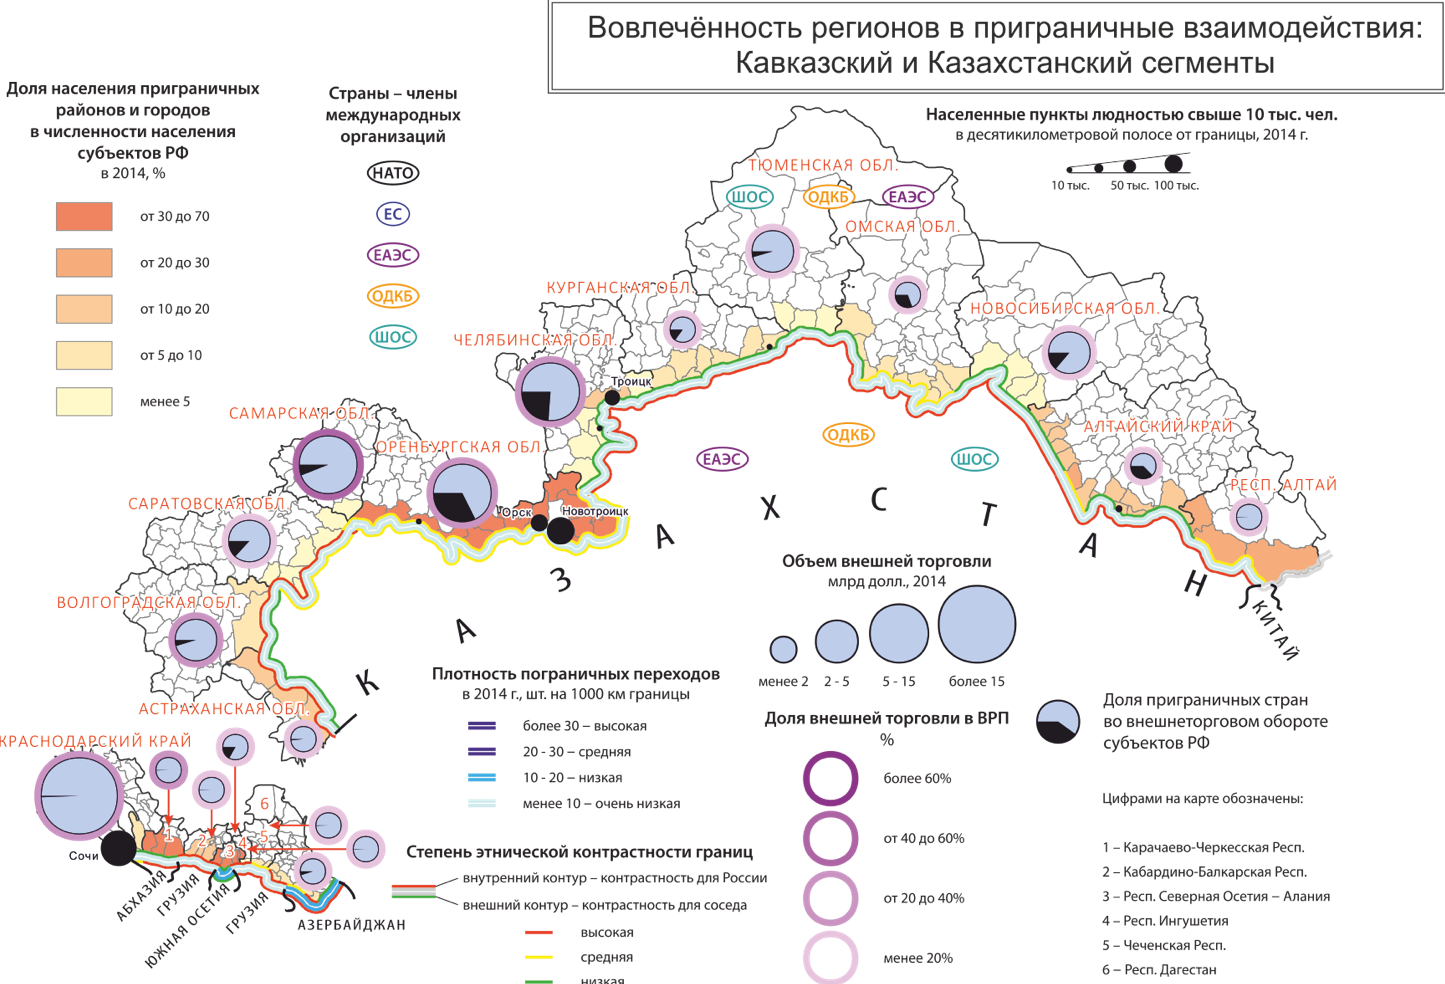 Вовлечённость регионов в приграничные взаимодействия:
Кавказский и Казахстанский сегменты
Доля населения приграничных
районов и городов
в численности населения
субъектов РФ
в 2014, %
от 30 до 70
от 20 до 30
от 10 до 20
от 5 до 10
менее 5
Страны – члены
международных
организаций
НАТО
ЕС
ЕАЭС
ОДКБ
ШОС
Населенные пункты людностью свыше 10 тыс. чел.
в десятикилометровой полосе от границы, 2014 г.
10 тыс. 50 тыс. 100 тыс.
ТЮМЕНСКАЯ ОБЛ.
ШОС ОДКБ ЕАЭС
ОМСКАЯ ОБЛ.
КУРГАНСКАЯ ОБЛ.
НОВОСИБИРСКАЯ ОБЛ.
ЧЕЛЯБИНСКАЯ ОБЛ.
Троицк
САМАРСКАЯ ОБЛ.
ОРЕНБУРГСКАЯ ОБЛ.
АЛТАЙСКИЙ КРАЙ
ЕАЭС ОДКБ ШОС
РЕСП. АЛТАЙ
САРАТОВСКАЯ ОБЛ.
Орск
Новотроицк
КАЗАХСТАН
КИТАЙ
ВОЛГОГРАДСКАЯ ОБЛ.
АСТРАХАНСКАЯ ОБЛ.
КРАСНОДАРСКИЙ КРАЙ
Сочи
1
2
3
4
5
6
АБХАЗИЯ
ГРУЗИЯ
ЮЖНАЯ ОСЕТИЯ
ГРУЗИЯ
АЗЕРБАЙДЖАН
Объем внешней торговли
млрд долл., 2014
менее 2 2 - 5 5 - 15 более 15
Плотность пограничных переходов
в 2014 г., шт. на 1000 км границы
более 30 – высокая
20 - 30 – средняя
10 - 20 – низкая
менее 10 – очень низкая
Степень этнической контрастности границ
внутренний контур – контрастность для России
внешний контур – контрастность для соседа
высокая
средняя
низкая
Доля внешней торговли в ВРП
%
более 60%
от 40 до 60%
от 20 до 40%
менее 20%
Доля приграничных стран
во внешнеторговом обороте
субъектов РФ
Цифрами на карте обозначены:
1 – Карачаево-Черкесская Респ.
2 – Кабардино-Балкарская Респ.
3 – Респ. Северная Осетия – Алания
4 – Респ. Ингушетия
5 – Чеченская Респ.
6 – Респ. Дагестан